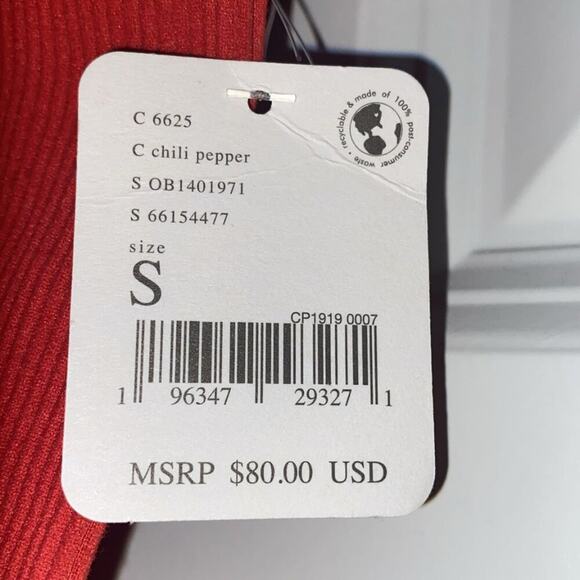 C 6625
C chili pepper
S OB1401971
S 66154477
size
S
recyclable & made of 100% post-consumer waste •
CP1919 0007
1 96347 29327 1
MSRP $80.00 USD